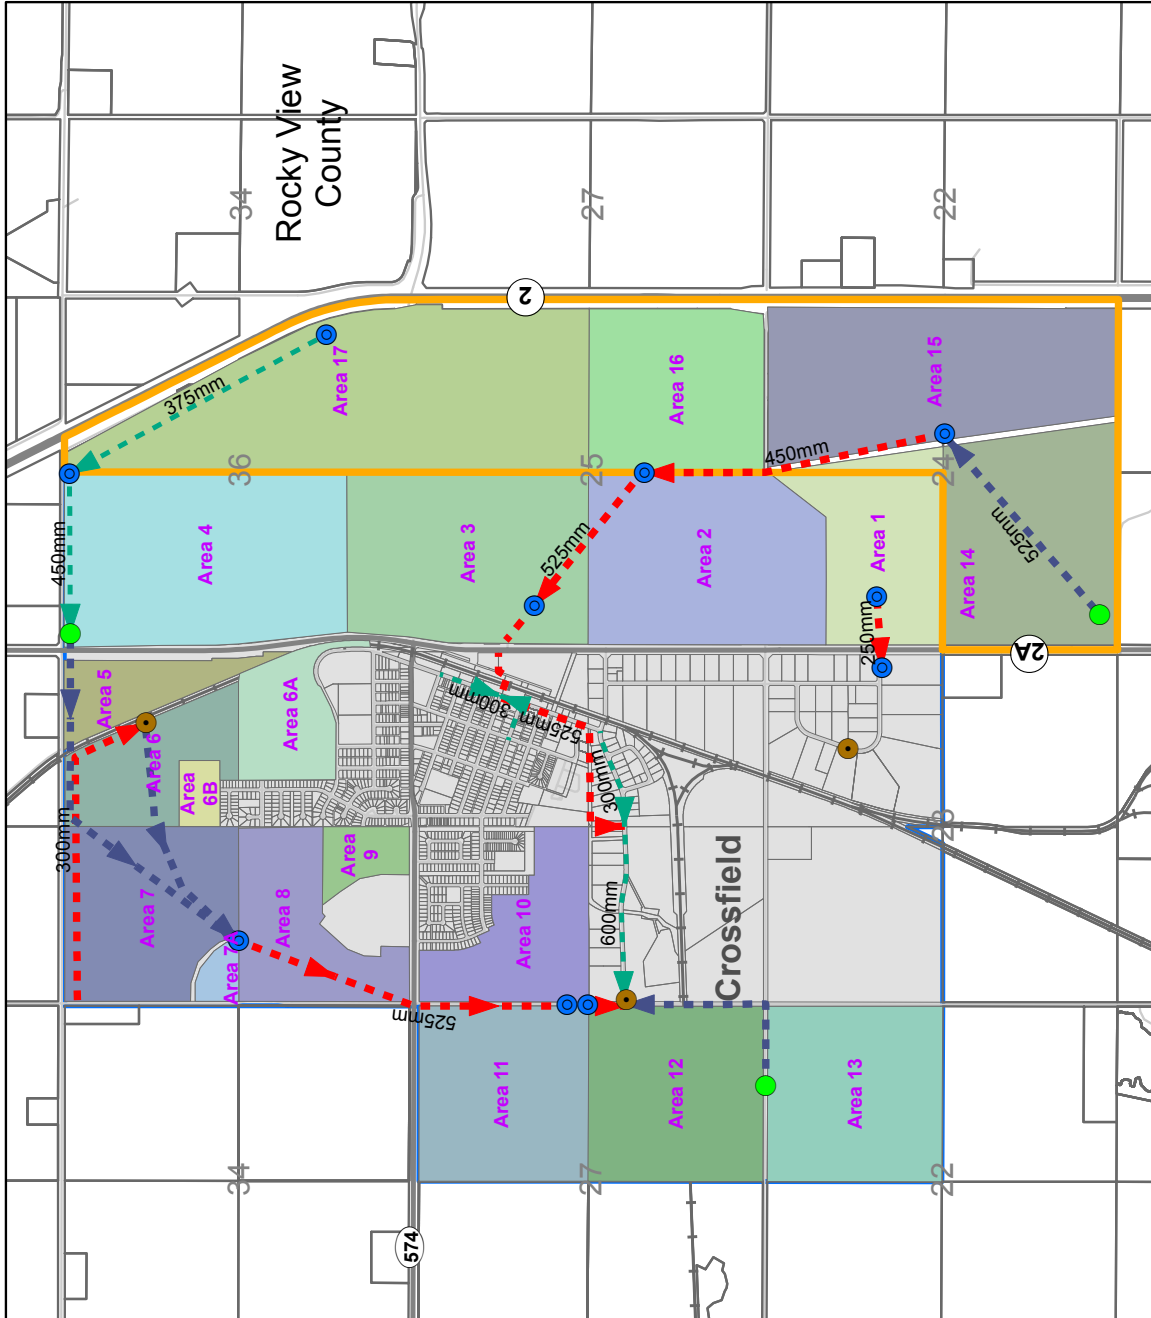 Rocky View
County
34
27
22
2
Area 17
Area 16
Area 15
375mm
450mm
36
25
24
450mm
Area 4
Area 3
525mm
Area 2
Area 1
Area 14
525mm
250mm
2A
Area 5
Area 6
Area 6A
Area
6B
300mm
525mm
300mm
23
300mm
Area 7
Area 8
Area
9
Area 10
600mm
Crossfield
525mm
Area 11
Area 12
Area 13
34
27
22
574